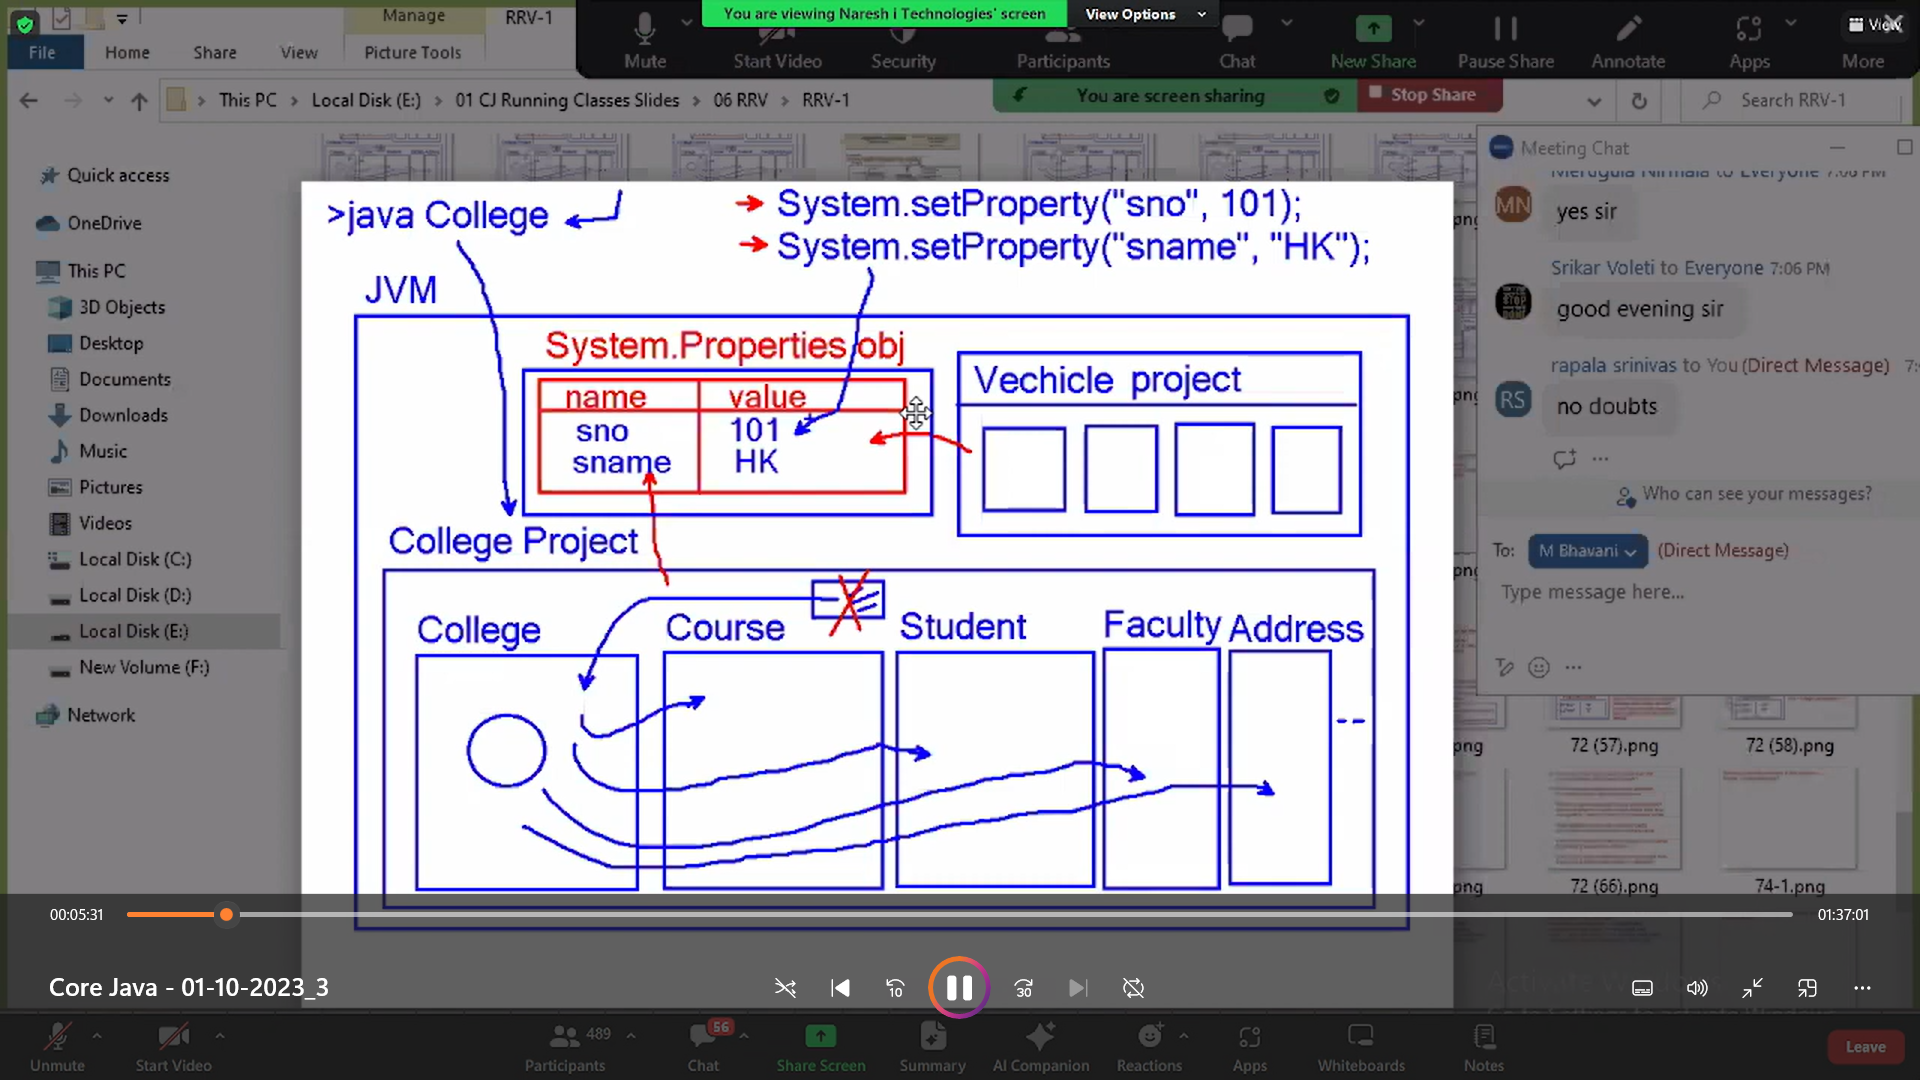 Manage
RRV-1
You are viewing Naresh i Technologies' screen
View Options
View
File
Home
Share
View
Picture Tools
Mute
Start Video
Security
Participants
Chat
New Share
Pause Share
Annotate
Apps
More
This PC
Local Disk (E:)
01 CJ Running Classes Slides
06 RRV
RRV-1
You are screen sharing
Stop Share
Search RRV-1
Quick access
OneDrive
This PC
3D Objects
Desktop
Documents
Downloads
Music
Pictures
Videos
Local Disk (C:)
Local Disk (D:)
Local Disk (E:)
New Volume (F:)
Network
>java College
System.setProperty("sno", 101);
System.setProperty("sname", "HK");
JVM
System.Properties obj
name value
sno 101
sname HK
Vechicle project
College Project
College
Course
Student
Faculty
Address
Meeting Chat
Merugula Nirmala to Everyone 7:06 PM
MN
yes sir
Srikar Voleti to Everyone 7:06 PM
good evening sir
rapala srinivas to You (Direct Message)
RS
no doubts
Who can see your messages?
To: M Bhavani (Direct Message)
Type message here...
png
72 (57).png
72 (58).png
png
72 (66).png
74-1.png
00:05:31
01:37:01
Core Java - 01-10-2023_3
10
30
Unmute
Start Video
Participants
489
Chat
56
Share Screen
Summary
AI Companion
Reactions
Apps
Whiteboards
Notes
Leave